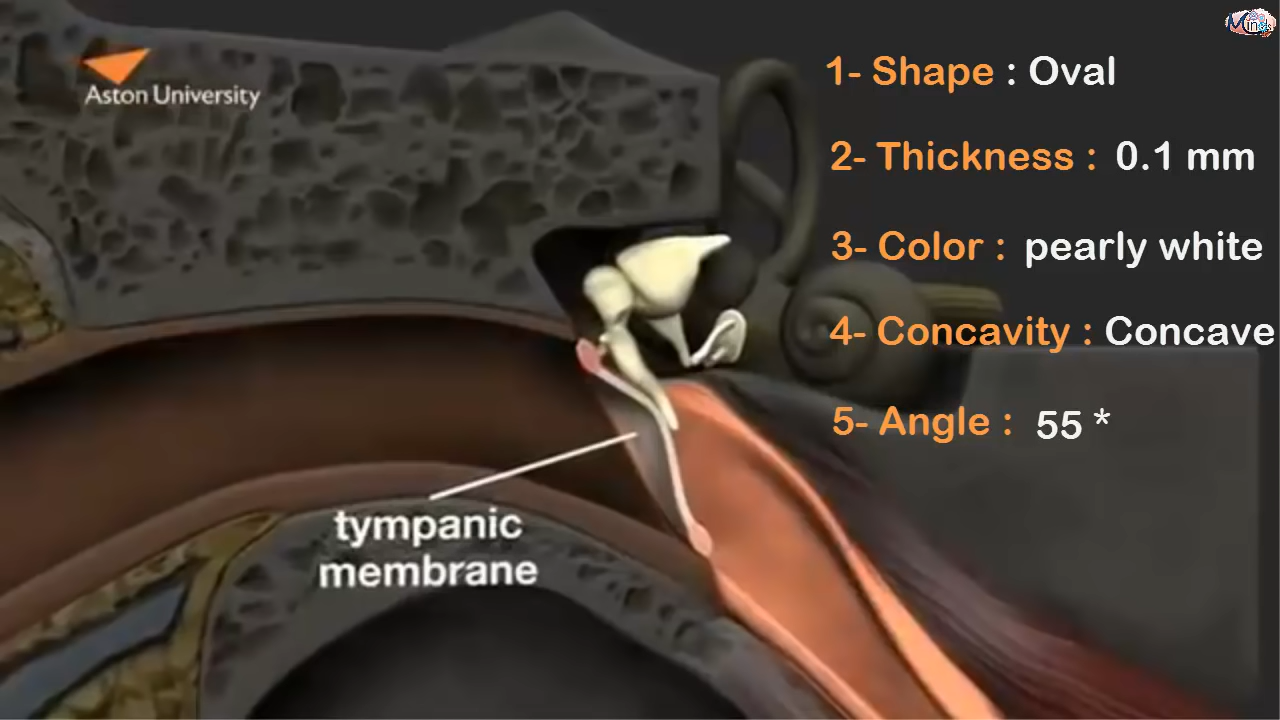 Aston University
1- Shape : Oval
2- Thickness : 0.1 mm
3- Color : pearly white
4- Concavity : Concave
5- Angle : 55 *
tympanic
membrane